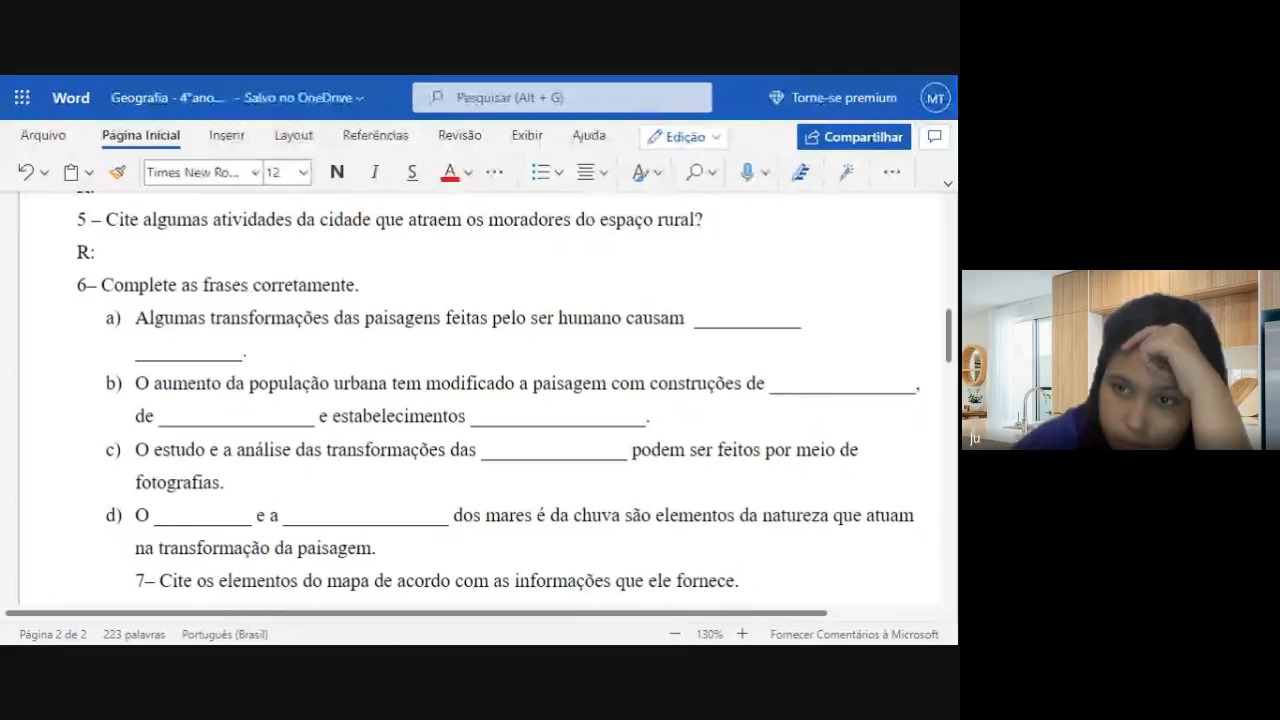 Word Geografia - 4°ano... - Salvo no OneDrive Pesquisar (Alt + G) Torne-se premium MT
Arquivo Página Inicial Inserir Layout Referências Revisão Exibir Ajuda Edição Compartilhar
Times New Ro... 12 N I S A
5 – Cite algumas atividades da cidade que atraem os moradores do espaço rural?
R:
6– Complete as frases corretamente.
a) Algumas transformações das paisagens feitas pelo ser humano causam ___________
___________.
b) O aumento da população urbana tem modificado a paisagem com construções de _______________,
de ________________ e estabelecimentos __________________.
c) O estudo e a análise das transformações das _______________ podem ser feitos por meio de
fotografias.
d) O __________ e a _________________ dos mares é da chuva são elementos da natureza que atuam
na transformação da paisagem.
7– Cite os elementos do mapa de acordo com as informações que ele fornece.
Página 2 de 2 223 palavras Português (Brasil) 130% Fornecer Comentários à Microsoft
Ju